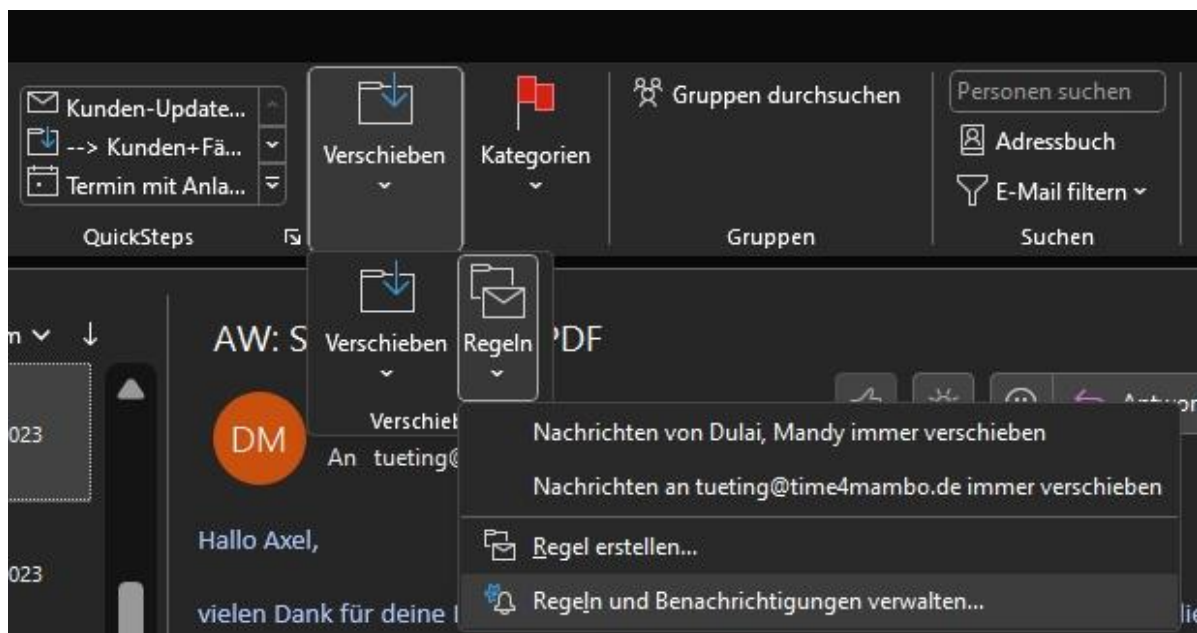 Kunden-Update...
--> Kunden+Fä...
Termin mit Anla...
QuickSteps
Verschieben
Kategorien
Gruppen durchsuchen
Gruppen
Personen suchen
Adressbuch
E-Mail filtern
Suchen
Verschieben
Regeln
Verschieb
AW: S
PDF
023
DM
An tueting@
Antwor
Nachrichten von Dulai, Mandy immer verschieben
Nachrichten an tueting@time4mambo.de immer verschieben
Regel erstellen...
Regeln und Benachrichtigungen verwalten...
Hallo Axel,
023
vielen Dank für deine